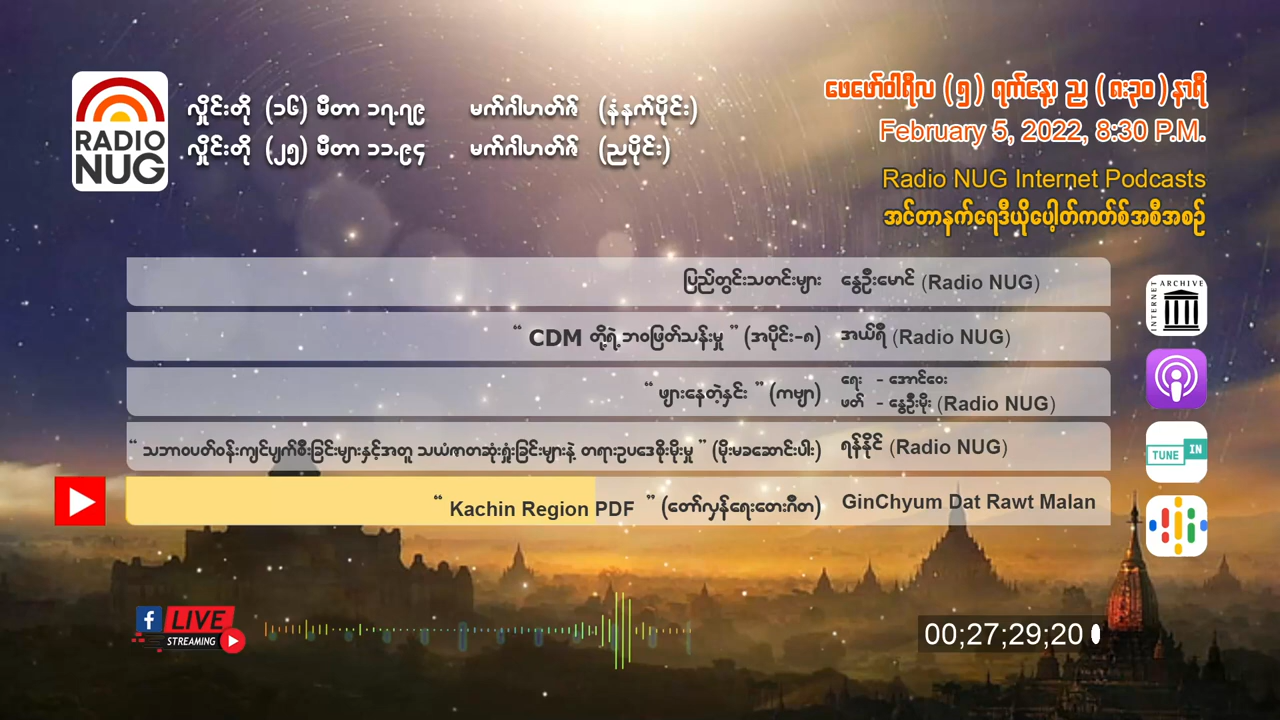 RADIO
NUG
လှိုင်းတို (၁၆) မီတာ ၁၇.၇၉ မက်ဂါဟတ်ဇ် (နံနက်ပိုင်း)
လှိုင်းတို (၂၅) မီတာ ၁၁.၉၄ မက်ဂါဟတ်ဇ် (ညပိုင်း)
ဖေဖော်ဝါရီလ (၅) ရက်နေ့၊ ည (၈:၃၀) နာရီ
February 5, 2022, 8:30 P.M.
Radio NUG Internet Podcasts
အင်တာနက်ရေဒီယိုပေါ့တ်ကတ်စ်အစီအစဉ်
ပြည်တွင်းသတင်းများ နွေဦးမောင် (Radio NUG)
“ CDM တို့ရဲ့ ဘဝဖြတ်သန်းမှု ” (အပိုင်း-၈) အယ်ရီ (Radio NUG)
“ ဖျားနေတဲ့နှင်း ” (ကဗျာ) ရေး - အောင်ဝေး
ဖတ် - နွေဦးမိုး (Radio NUG)
“ သဘာဝပတ်ဝန်းကျင်ပျက်စီးခြင်းများနှင့်အတူ သယံဇာတဆုံးရှုံးခြင်းများနဲ့ တရားဥပဒေစိုးမိုးမှု ” (မိုးမခဆောင်းပါး) ရန်နိုင် (Radio NUG)
“ Kachin Region PDF ” (တော်လှန်ရေးတေးဂီတ) GinChyum Dat Rawt Malan
INTERNET ARCHIVE
TUNE IN
f LIVE
STREAMING
00;27;29;20